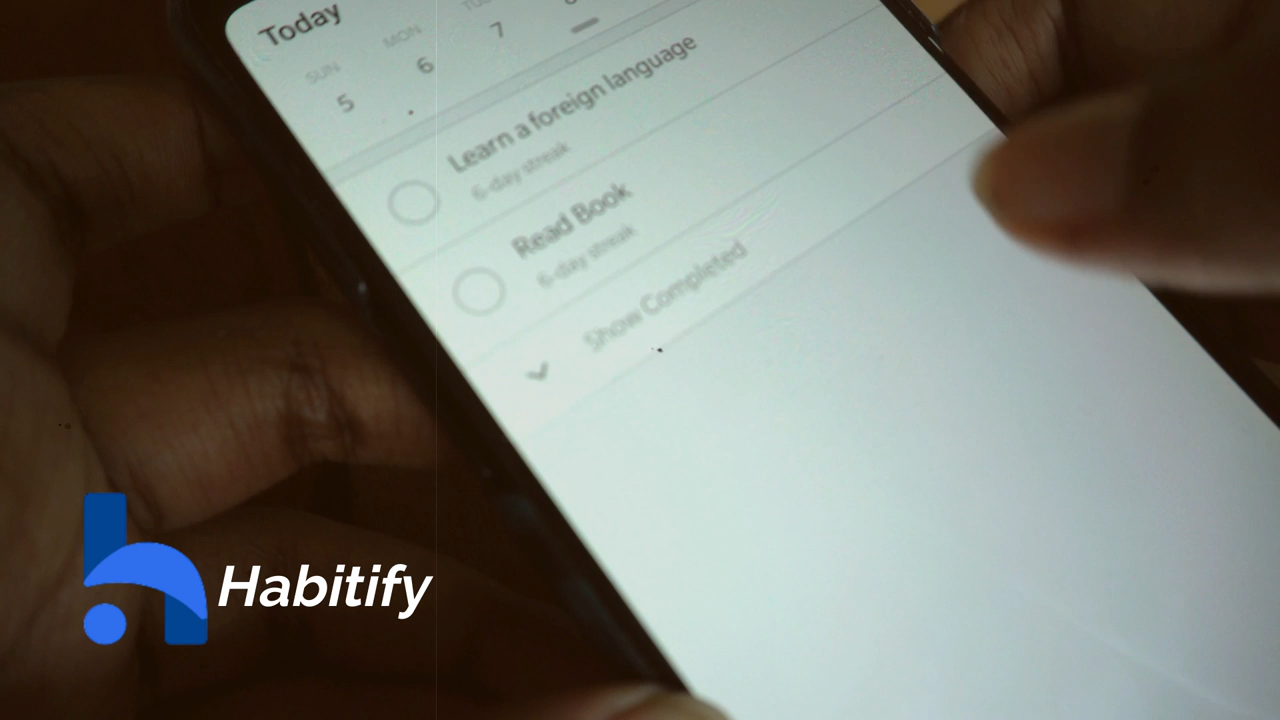 Today
SUN
MON
5
6
7
Learn a foreign language
6-day streak
Read Book
6-day streak
Show Completed
Habitify